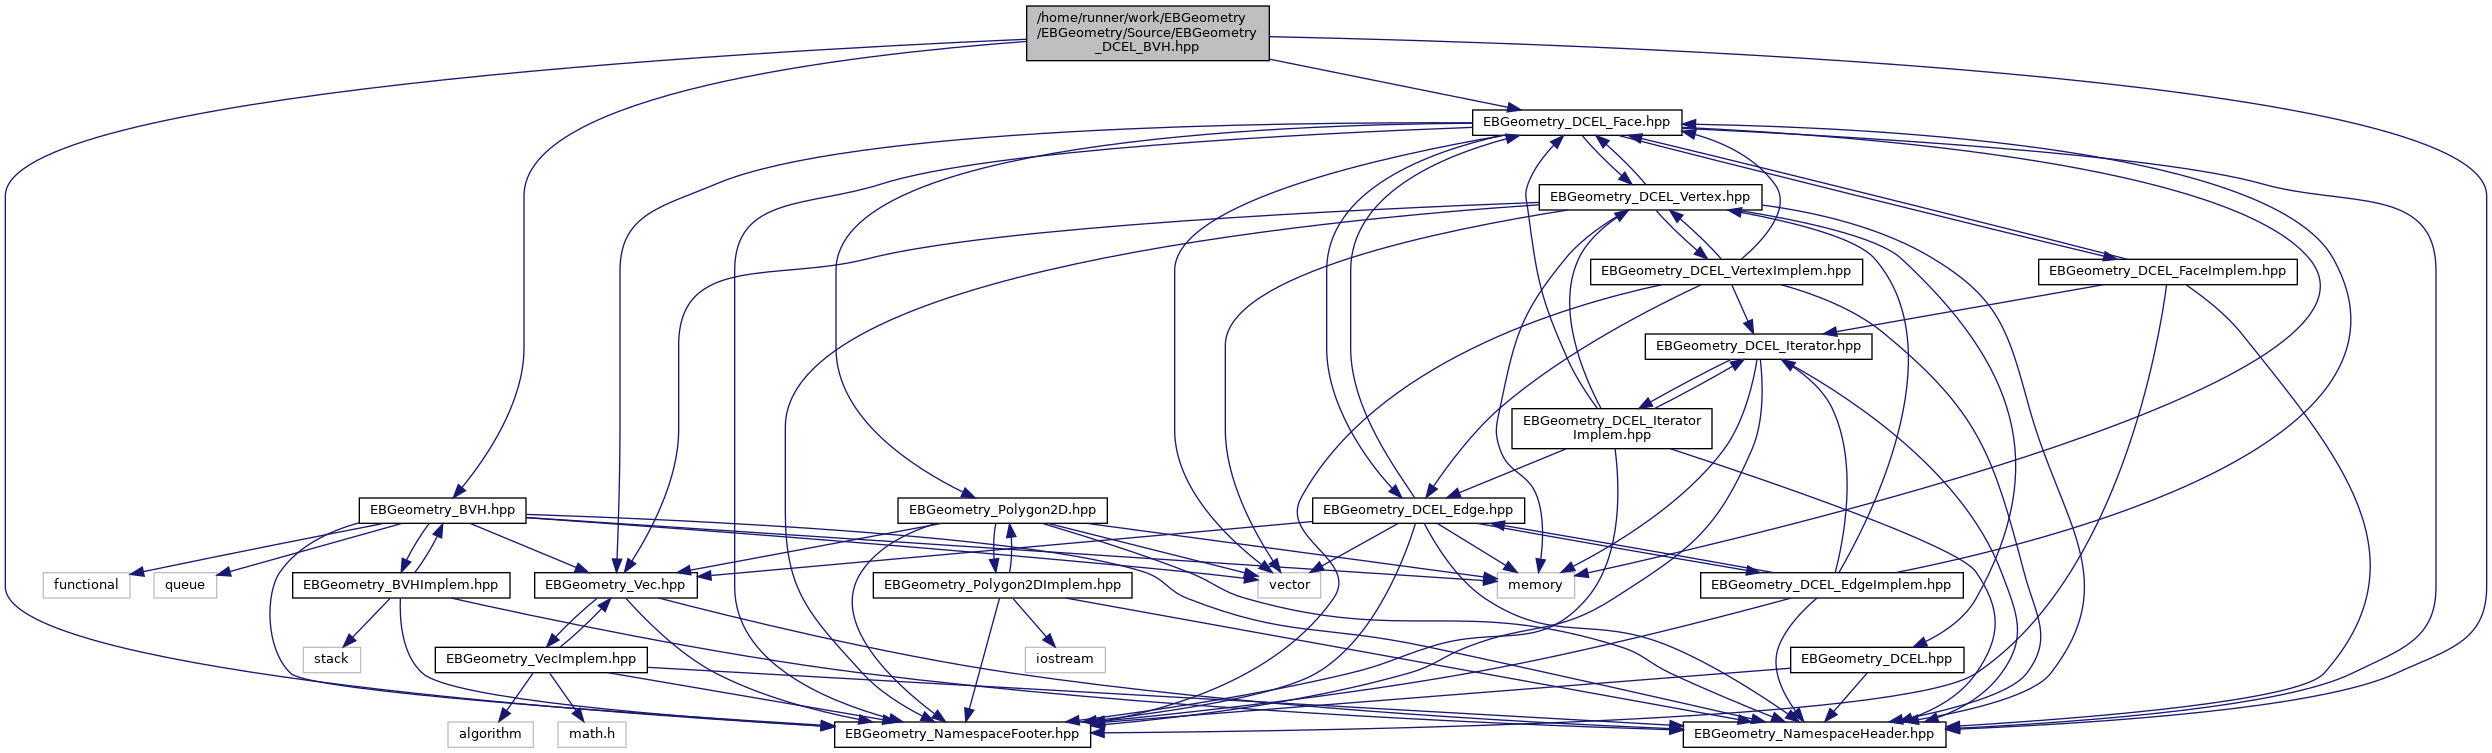 /home/runner/work/EBGeometry
/EBGeometry/Source/EBGeometry
_DCEL_BVH.hpp
EBGeometry_DCEL_Face.hpp
EBGeometry_DCEL_Vertex.hpp
EBGeometry_DCEL_VertexImplem.hpp
EBGeometry_DCEL_FaceImplem.hpp
EBGeometry_DCEL_Iterator.hpp
EBGeometry_DCEL_Iterator
Implem.hpp
EBGeometry_BVH.hpp
EBGeometry_Polygon2D.hpp
EBGeometry_DCEL_Edge.hpp
functional
queue
EBGeometry_BVHImplem.hpp
EBGeometry_Vec.hpp
EBGeometry_Polygon2DImplem.hpp
vector
memory
EBGeometry_DCEL_EdgeImplem.hpp
stack
EBGeometry_VecImplem.hpp
iostream
EBGeometry_DCEL.hpp
algorithm
math.h
EBGeometry_NamespaceFooter.hpp
EBGeometry_NamespaceHeader.hpp